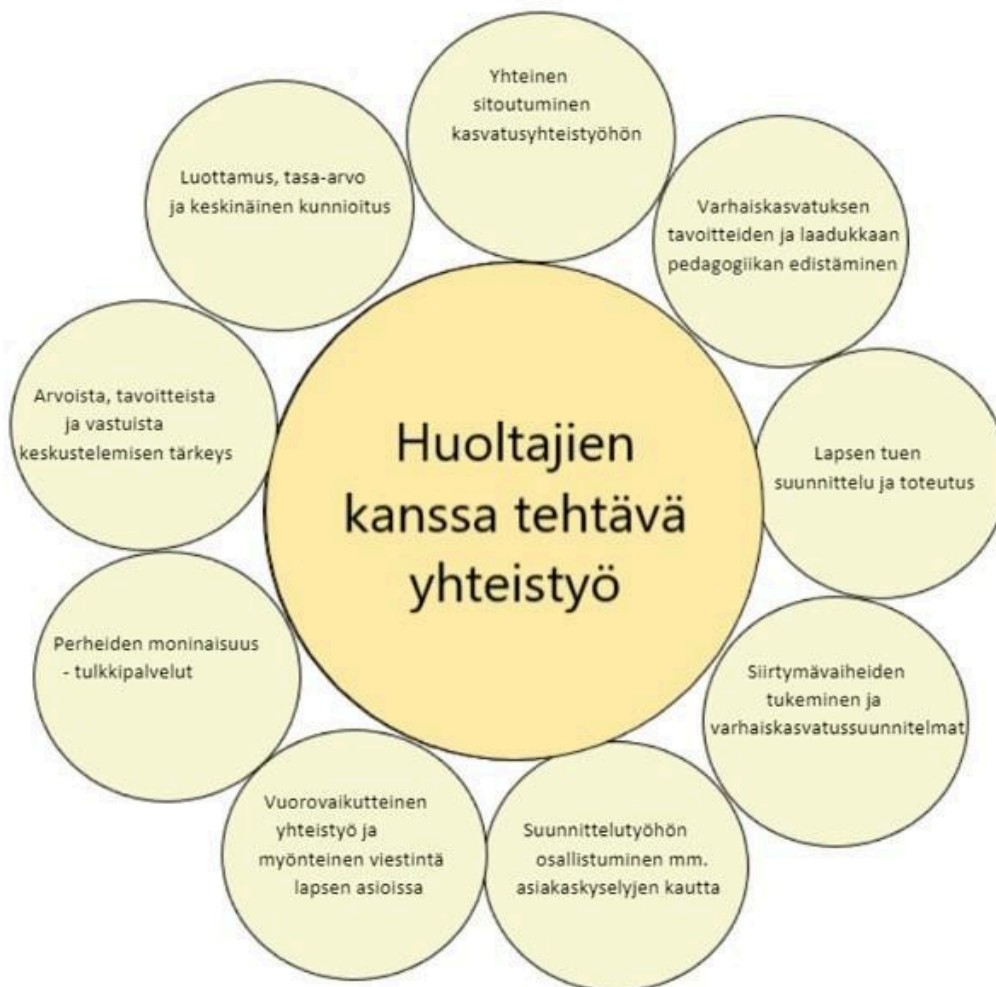 Yhteinen
sitoutuminen
kasvatusyhteistyöhön
Varhaiskasvatuksen
tavoitteiden ja laadukkaan
pedagogiikan edistäminen
Lapsen tuen
suunnittelu ja toteutus
Siirtymävaiheiden
tukeminen ja
varhaiskasvatussuunnitelmat
Suunnittelutyöhön
osallistuminen mm.
asiakaskyselyjen kautta
Vuorovaikutteinen
yhteistyö ja
myönteinen viestintä
lapsen asioissa
Perheiden moninaisuus
- tulkkipalvelut
Arvoista, tavoitteista
ja vastuista
keskustelemisen tärkeys
Luottamus, tasa-arvo
ja keskinäinen kunnioitus
Huoltajien
kanssa tehtävä
yhteistyö